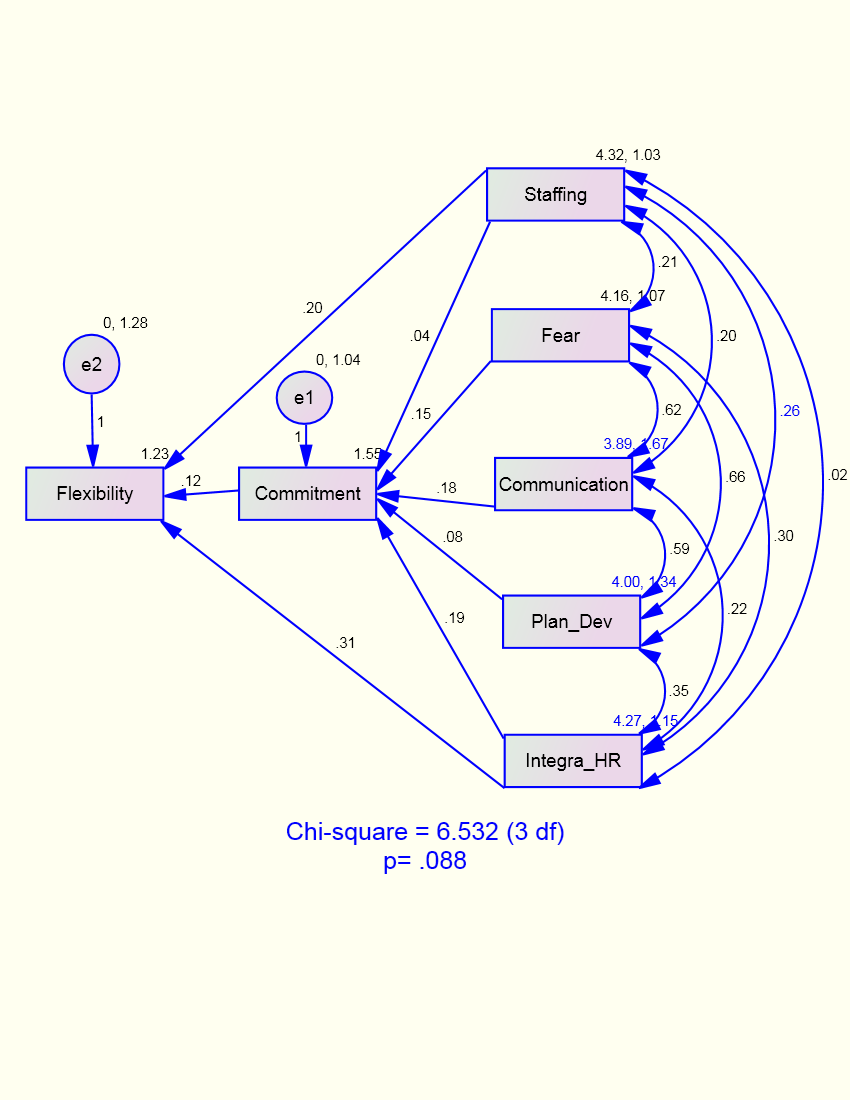 4.32, 1.03
Staffing
.21
4.16, 1.07
.20
0, 1.28
Fear
.04
.20
e2
0, 1.04
e1
.15
.62
.26
1
1
1.23
1.55
3.89, 1.67
.02
Flexibility
.12
Commitment
.18
Communication
.66
.08
.59
.30
4.00, 1.34
.19
Plan_Dev
.22
.31
.35
4.27, 1.15
Integra_HR
Chi-square = 6.532 (3 df)
p= .088